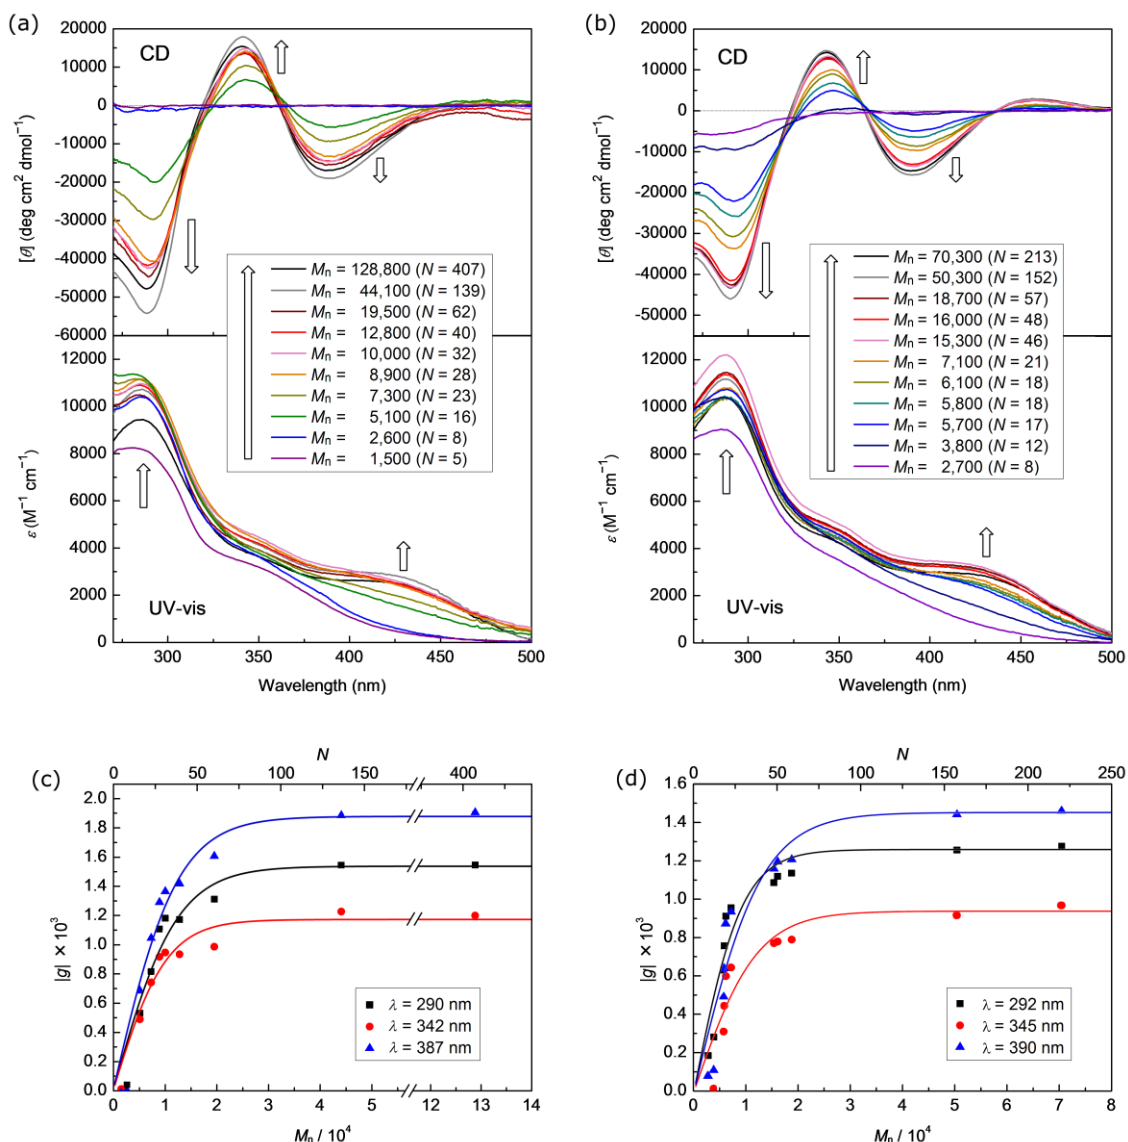 (a)
CD
20000
10000
0
-10000
-20000
-30000
-40000
-50000
-60000
[θ] (deg cm² dmol⁻¹)
Mₙ = 128,800 (N = 407)
Mₙ = 44,100 (N = 139)
Mₙ = 19,500 (N = 62)
Mₙ = 12,800 (N = 40)
Mₙ = 10,000 (N = 32)
Mₙ = 8,900 (N = 28)
Mₙ = 7,300 (N = 23)
Mₙ = 5,100 (N = 16)
Mₙ = 2,600 (N = 8)
Mₙ = 1,500 (N = 5)
12000
10000
8000
6000
4000
2000
0
ε (M⁻¹ cm⁻¹)
UV-vis
300 350 400 450 500
Wavelength (nm)
(b)
CD
20000
10000
0
-10000
-20000
-30000
-40000
-50000
[θ] (deg cm² dmol⁻¹)
Mₙ = 70,300 (N = 213)
Mₙ = 50,300 (N = 152)
Mₙ = 18,700 (N = 57)
Mₙ = 16,000 (N = 48)
Mₙ = 15,300 (N = 46)
Mₙ = 7,100 (N = 21)
Mₙ = 6,100 (N = 18)
Mₙ = 5,800 (N = 18)
Mₙ = 5,700 (N = 17)
Mₙ = 3,800 (N = 12)
Mₙ = 2,700 (N = 8)
12000
10000
8000
6000
4000
2000
0
ε (M⁻¹ cm⁻¹)
UV-vis
300 350 400 450 500
Wavelength (nm)
(c)
N
0 30 60 90 120 150 400
2.0
1.8
1.6
1.4
1.2
1.0
0.8
0.6
0.4
0.2
0.0
|g| × 10³
λ = 290 nm
λ = 342 nm
λ = 387 nm
0 1 2 3 4 5 12 13 14
Mₙ / 10⁴
(d)
N
0 50 100 150 200 250
1.6
1.4
1.2
1.0
0.8
0.6
0.4
0.2
0.0
|g| × 10³
λ = 292 nm
λ = 345 nm
λ = 390 nm
0 1 2 3 4 5 6 7 8
Mₙ / 10⁴